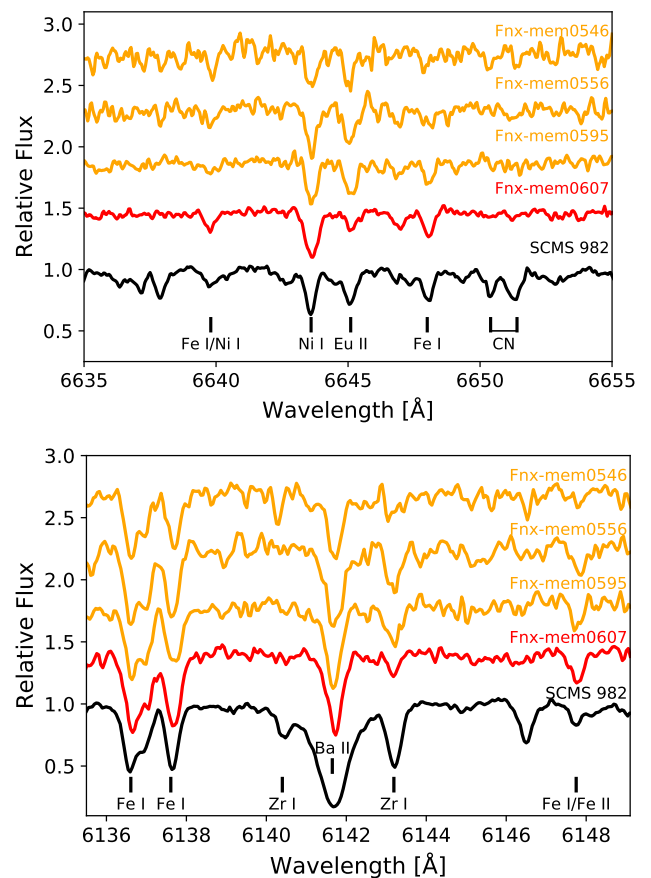 3.0
2.5
2.0
1.5
1.0
0.5
Relative Flux
Fnx-mem0546
Fnx-mem0556
Fnx-mem0595
Fnx-mem0607
SCMS 982
Fe I/Ni I
Ni I
Eu II
Fe I
CN
6635
6640
6645
6650
6655
Wavelength [Å]
3.0
2.5
2.0
1.5
1.0
0.5
Relative Flux
Fnx-mem0546
Fnx-mem0556
Fnx-mem0595
Fnx-mem0607
SCMS 982
Ba II
Fe I
Fe I
Zr I
Zr I
Fe I/Fe II
6136
6138
6140
6142
6144
6146
6148
Wavelength [Å]